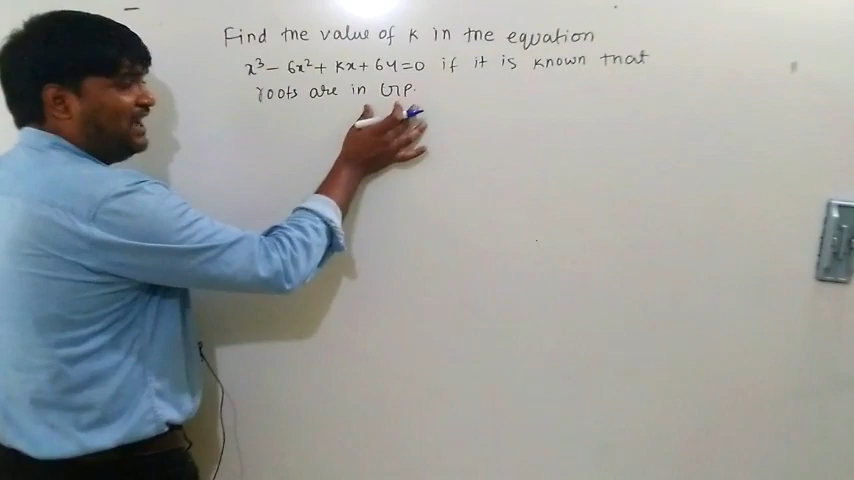 Find the value of k in the equation
x³ - 6x² + kx + 64 = 0 if it is known that
roots are in G.P.